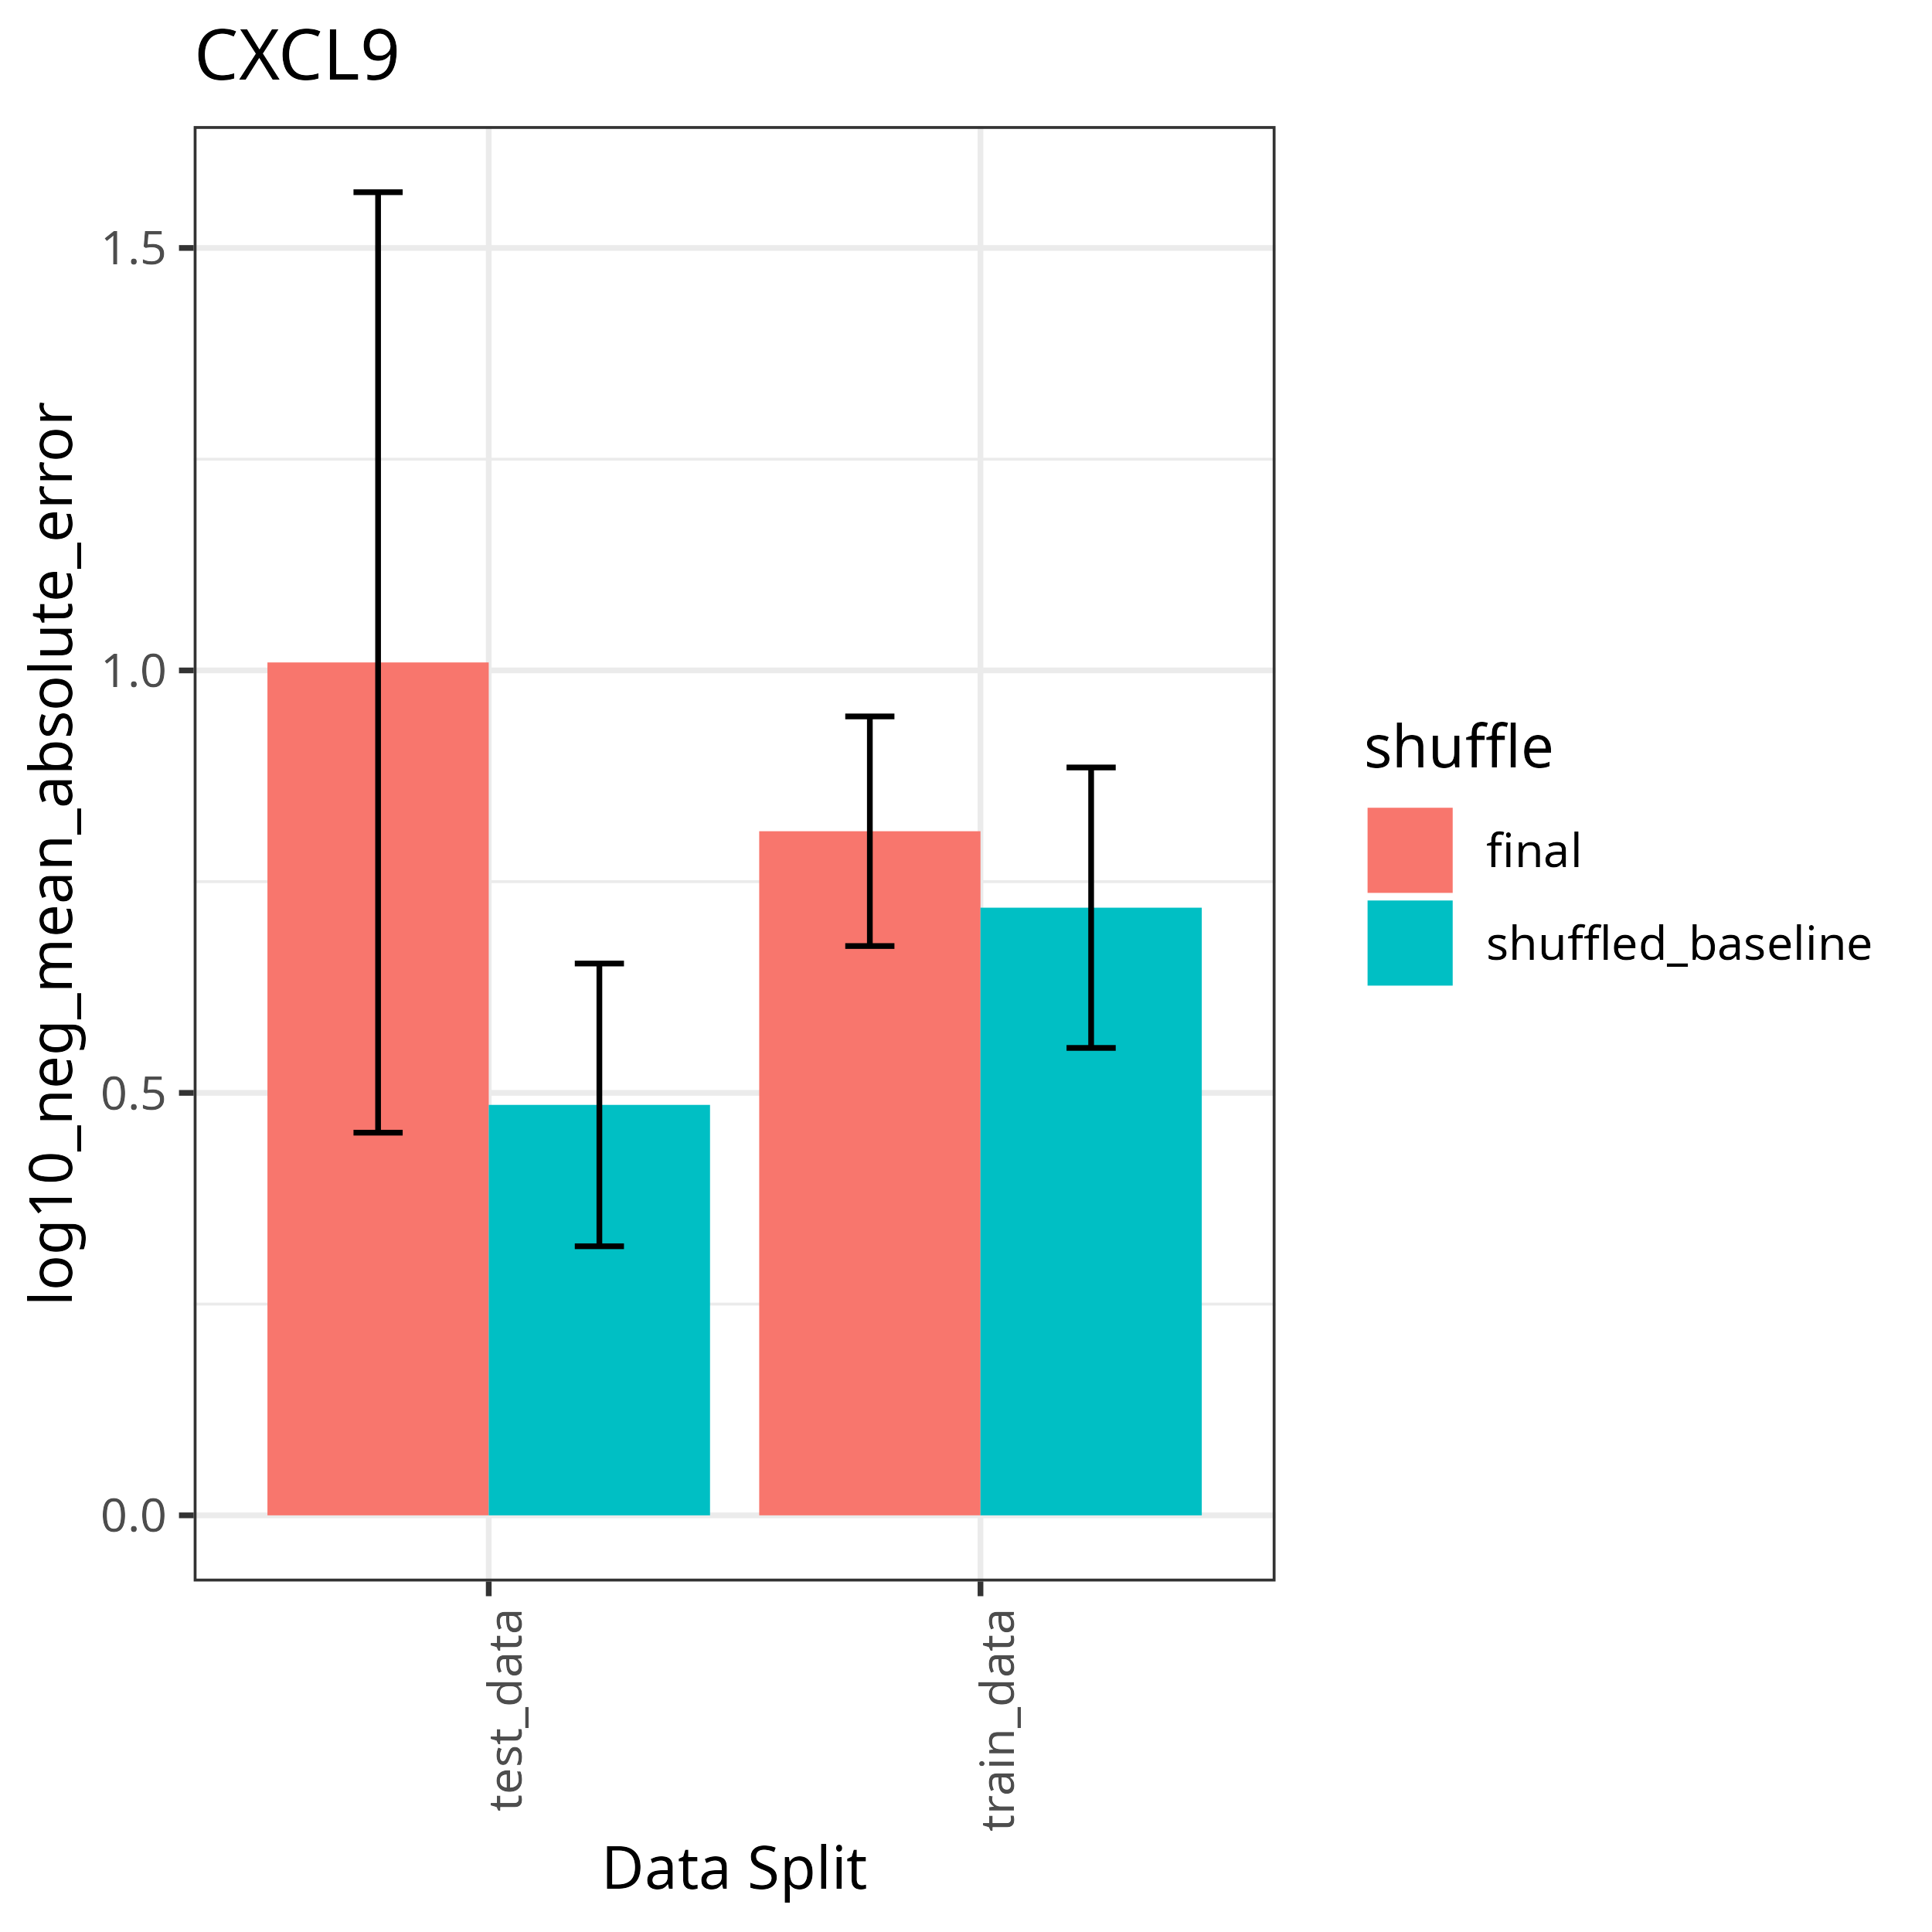 CXCL9
log10_neg_mean_absolute_error
1.5
1.0
0.5
0.0
test_data
train_data
Data Split
shuffle
final
shuffled_baseline